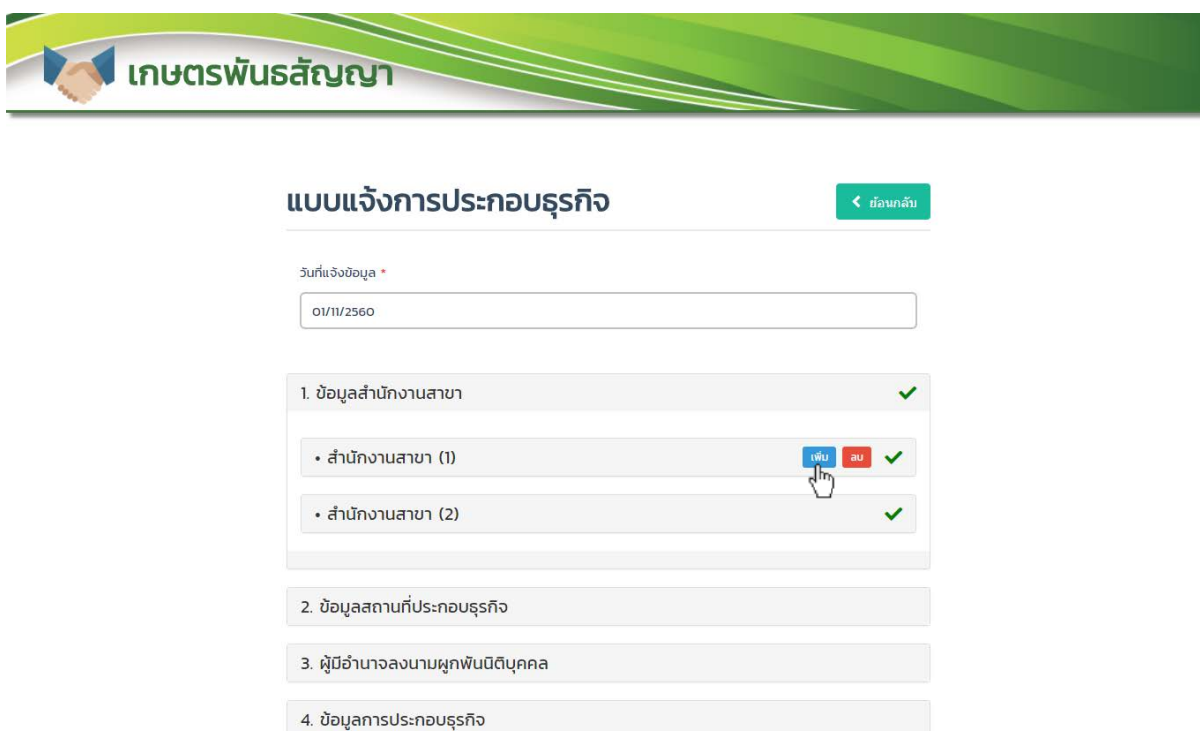 เกษตรพันธสัญญา
แบบแจ้งการประกอบธุรกิจ
ย้อนกลับ
วันที่แจ้งข้อมูล *
01/11/2560
1. ข้อมูลสำนักงานสาขา
• สำนักงานสาขา (1) เพิ่ม ลบ
• สำนักงานสาขา (2)
2. ข้อมูลสถานที่ประกอบธุรกิจ
3. ผู้มีอำนาจลงนามผูกพันนิติบุคคล
4. ข้อมูลการประกอบธุรกิจ